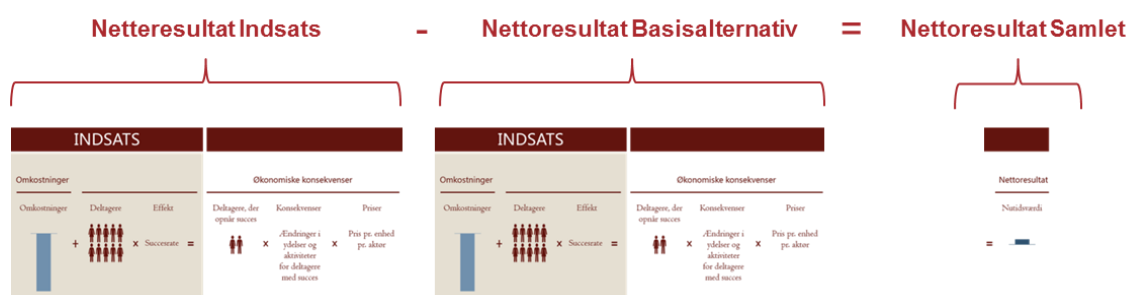 Netteresultat Indsats - Nettoresultat Basisalternativ = Nettoresultat Samlet
INDSATS INDSATS
Omkostninger Økonomiske konsekvenser Omkostninger Økonomiske konsekvenser Nettoresultat
Omkostninger Deltagere Effekt Deltagere, der Konsekvenser Priser Omkostninger Deltagere Effekt Deltagere, der Konsekvenser Priser Nutidsværdi
opnår succes opnår succes
Ændringer i Pris pr. enhed Ændringer i Pris pr. enhed
+ x Succesrate = x ydelser og x pr. aktør + x Succesrate = x ydelser og x pr. aktør =
aktiviteter aktiviteter
for deltagere for deltagere
med succes med succes